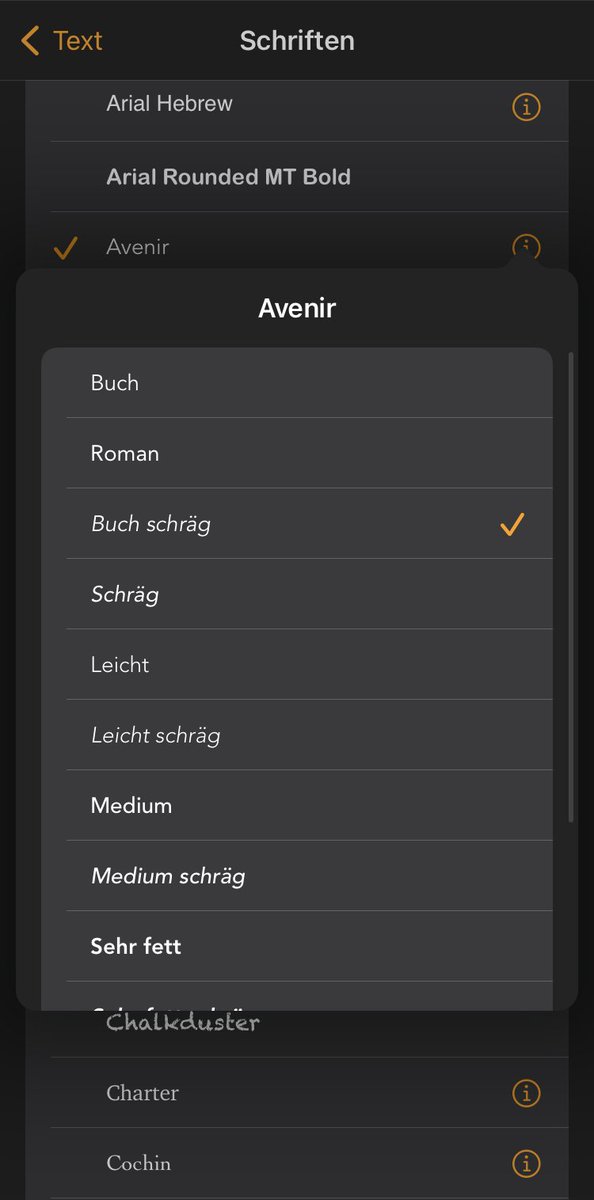 Text
Schriften
Arial Hebrew
Arial Rounded MT Bold
Avenir
Avenir
Buch
Roman
Buch schräg
Schräg
Leicht
Leicht schräg
Medium
Medium schräg
Sehr fett
Chalkduster
Charter
Cochin